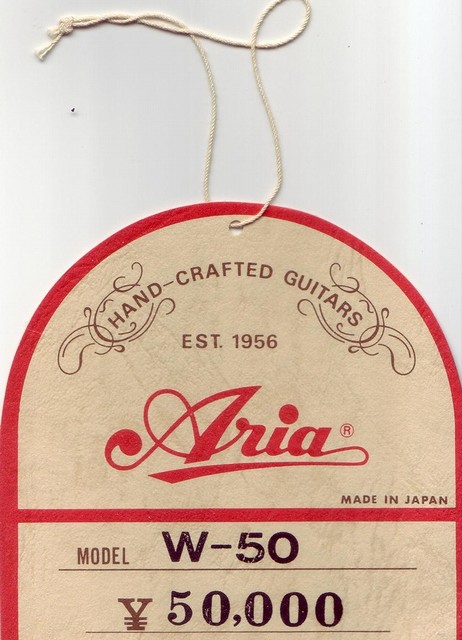 HAND-CRAFTED GUITARS
EST. 1956
Aria®
MADE IN JAPAN
MODEL W-50
¥ 50,000